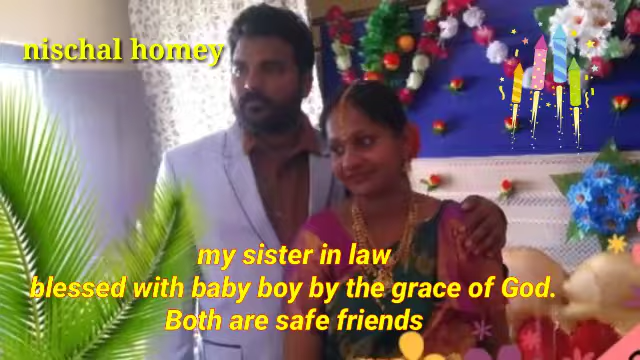 nischal homey
my sister in law
blessed with baby boy by the grace of God.
Both are safe friends